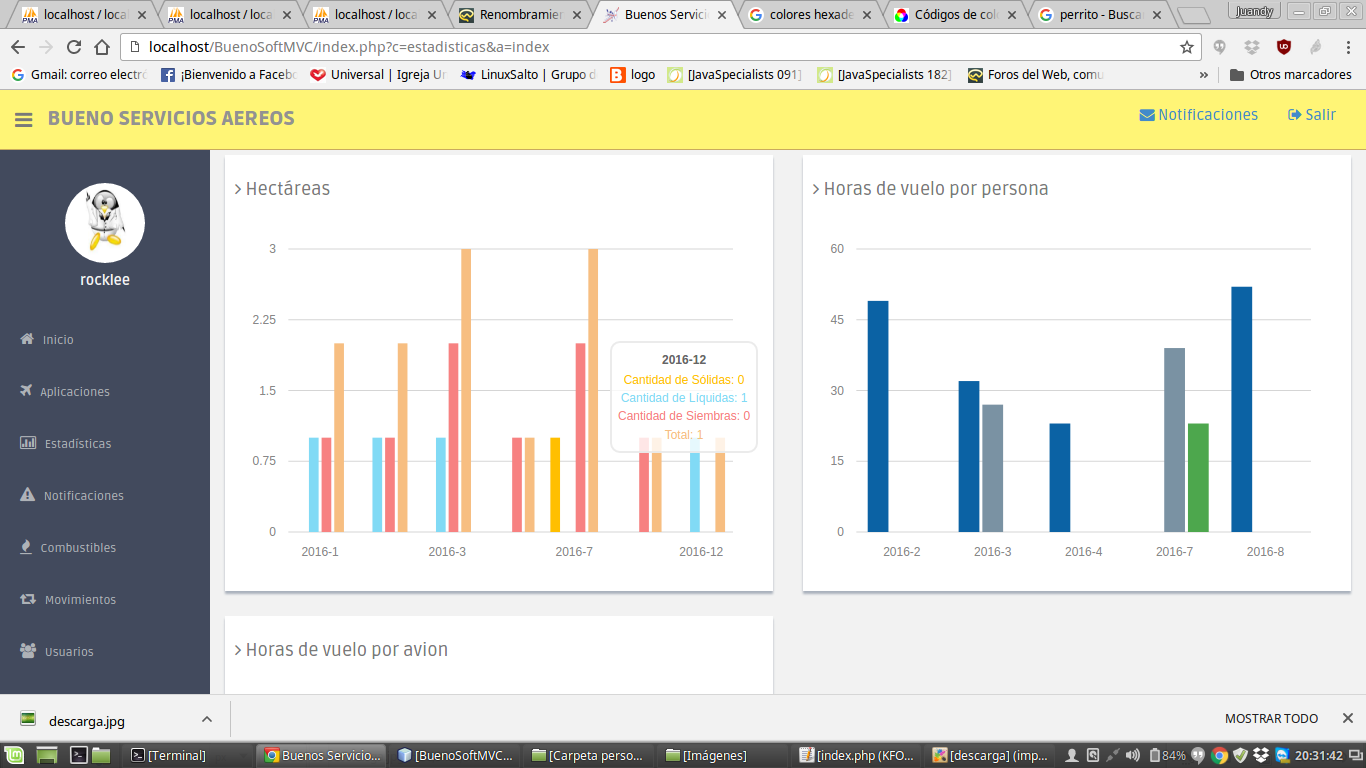 localhost / local
localhost / local
localhost / loca
Renombramier
Buenos Servici
colores hexade
Códigos de colo
perrito - Busca
Juandy
localhost/BuenoSoftMVC/index.php?c=estadisticas&a=index
Gmail: correo electró
¡Bienvenido a Facebo
Universal | Igreja Un
LinuxSalto | Grupo d
logo
[JavaSpecialists 091]
[JavaSpecialists 182]
Foros del Web, comu
»
Otros marcadores
BUENO SERVICIOS AEREOS
Notificaciones
Salir
rocklee
Inicio
Aplicaciones
Estadísticas
Notificaciones
Combustibles
Movimientos
Usuarios
Hectáreas
3
2.25
1.5
0.75
0
2016-1
2016-3
2016-7
2016-12
2016-12
Cantidad de Sólidas: 0
Cantidad de Líquidas: 1
Cantidad de Siembras: 0
Total: 1
Horas de vuelo por persona
60
45
30
15
0
2016-2
2016-3
2016-4
2016-7
2016-8
Horas de vuelo por avion
descarga.jpg
MOSTRAR TODO
[Terminal]
Buenos Servicio...
[BuenoSoftMVC...
[Carpeta perso...
[Imágenes]
[index.php (KFO...
[descarga] (imp...
84%
20:31:42